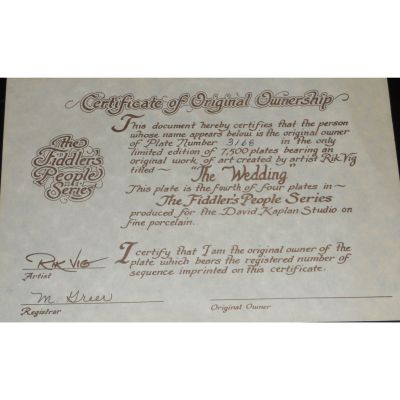 Certificate of Original Ownership
the
Fiddler's
People
Series
This document hereby certifies that the person
whose name appears below is the original owner
of Plate Number 3168 in the only
limited edition of 7,500 plates bearing an
original work of art created by artist Rik Vig
titled ~ "The Wedding"
This plate is the fourth of four plates in ~
The Fiddler's People Series
produced for the David Kaplan Studio on
fine porcelain.
I certify that I am the original owner of the
plate which bears the registered number of
sequence imprinted on this certificate.
Rik Vig
Artist
M. Greer
Registrar
Original Owner